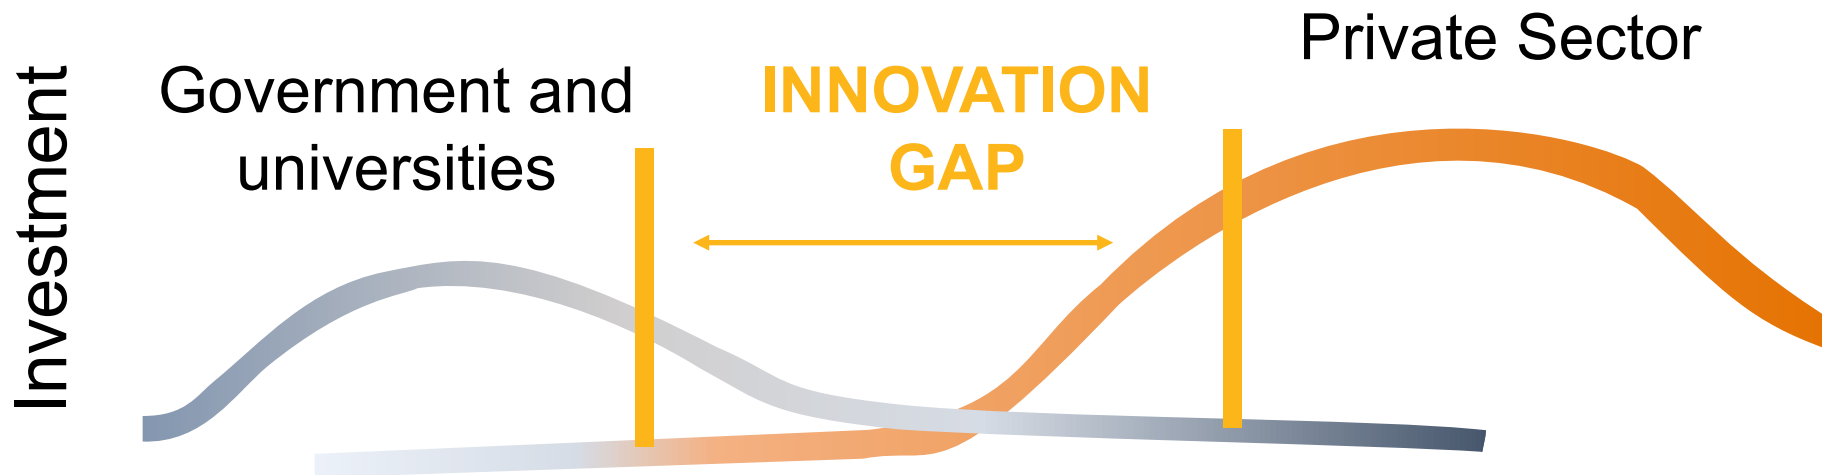 Investment
Government and
universities
INNOVATION
GAP
Private Sector